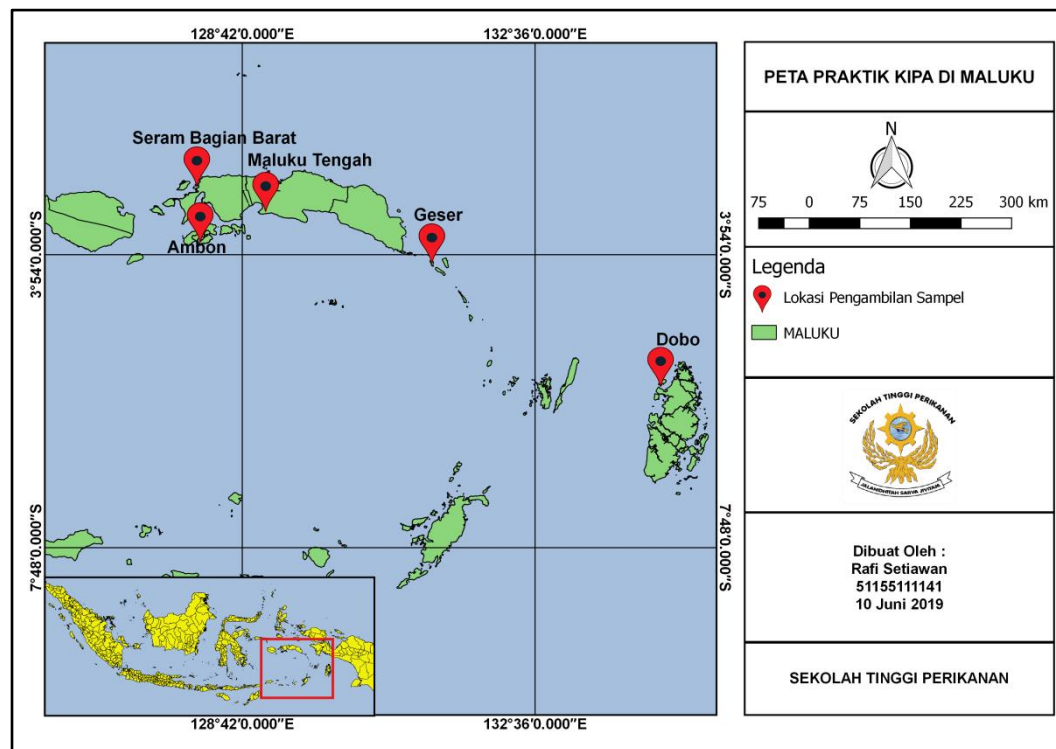 128°42'0.000"E 132°36'0.000"E
Seram Bagian Barat
Maluku Tengah
Geser
Ambon
Dobo
3°54'0.000"S
7°48'0.000"S
3°54'0.000"S
7°48'0.000"S
128°42'0.000"E 132°36'0.000"E
PETA PRAKTIK KIPA DI MALUKU
N
75 0 75 150 225 300 km
Legenda
Lokasi Pengambilan Sampel
MALUKU
SEKOLAH TINGGI PERIKANAN
JALANIDHITAH SARVA JIVITAM
Dibuat Oleh :
Rafi Setiawan
51155111141
10 Juni 2019
SEKOLAH TINGGI PERIKANAN